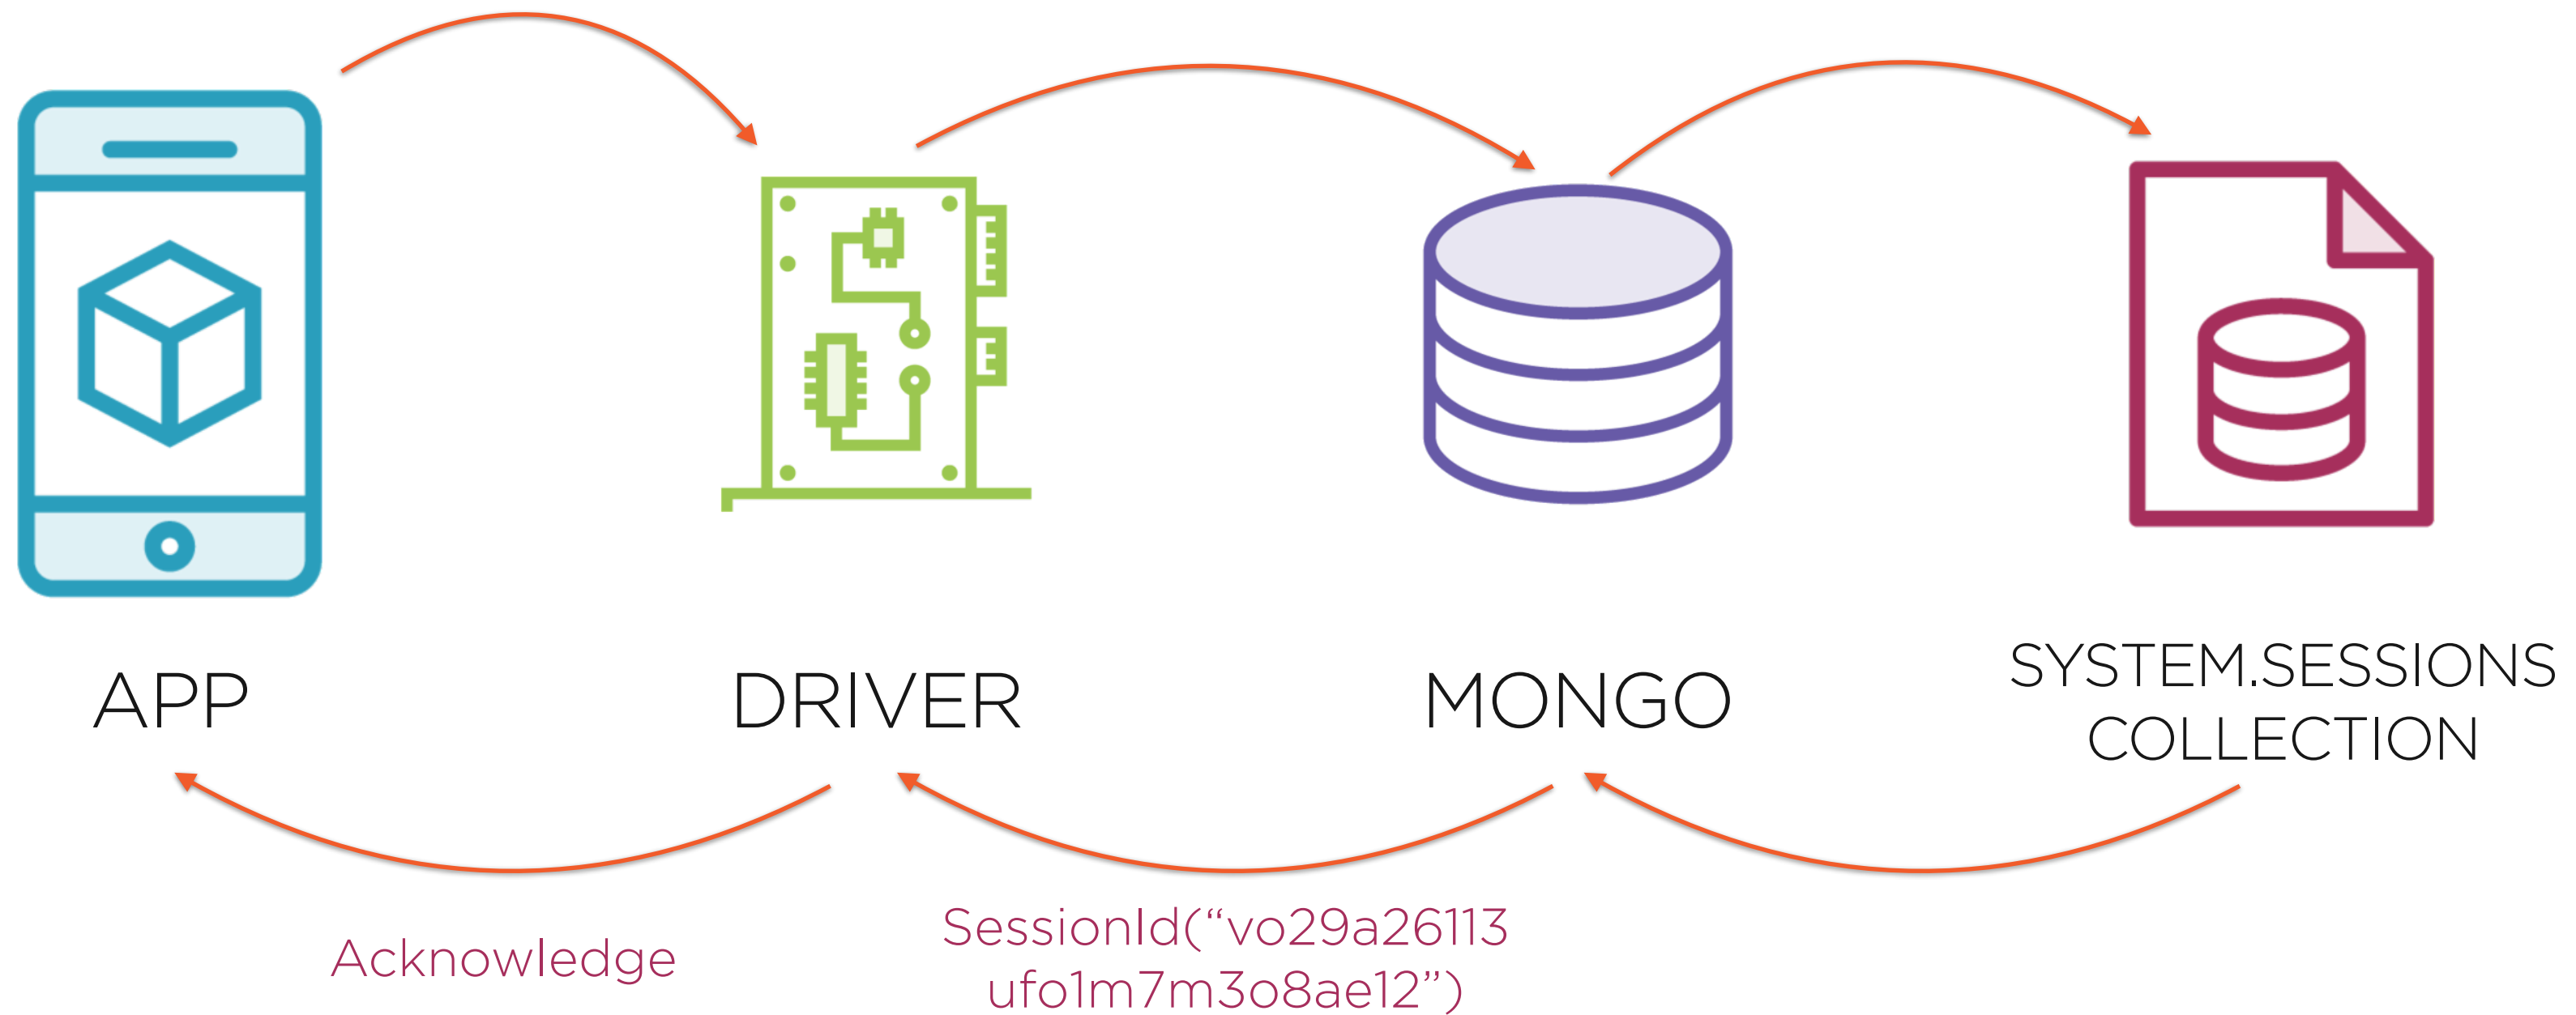 APP
DRIVER
MONGO
SYSTEM.SESSIONS
COLLECTION
Acknowledge
SessionId(“vo29a26113
ufo1m7m3o8ae12”)